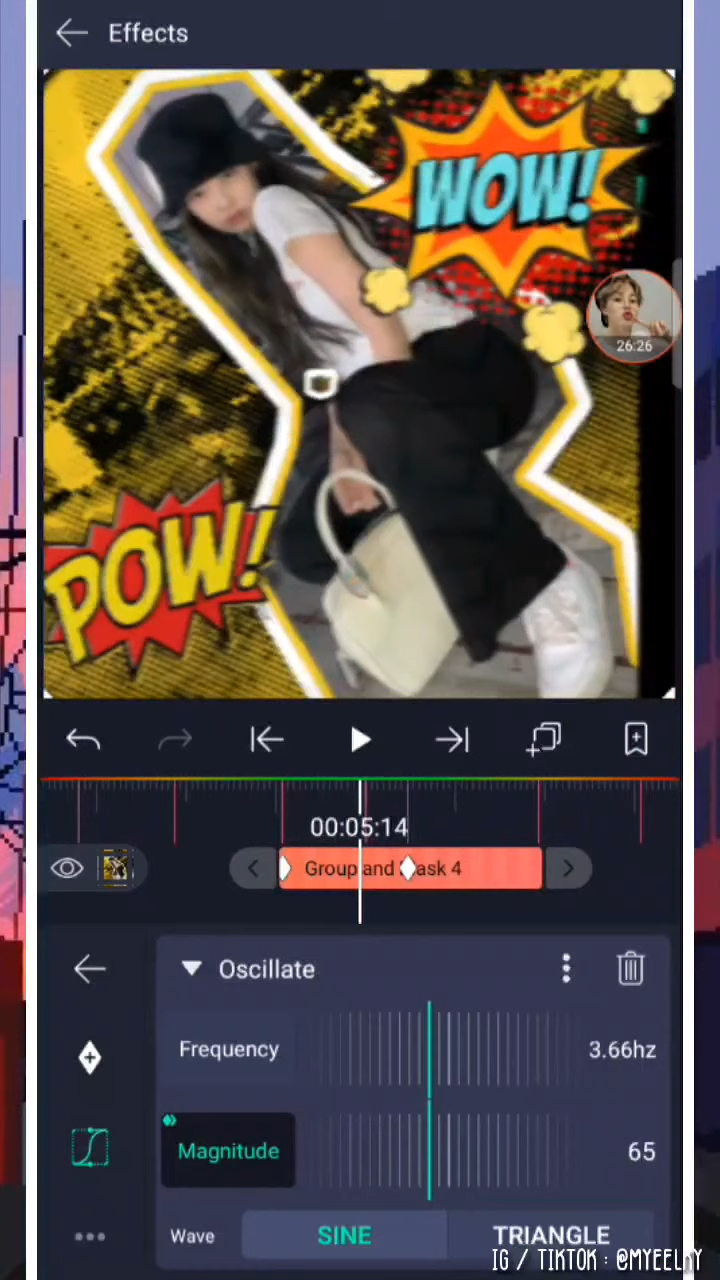 Effects
WOW!
26:26
POW!
00:05:14
Group and Mask 4
Oscillate
Frequency
3.66hz
Magnitude
65
Wave
SINE
TRIANGLE
IG / TIKTOK : @MYEELKY